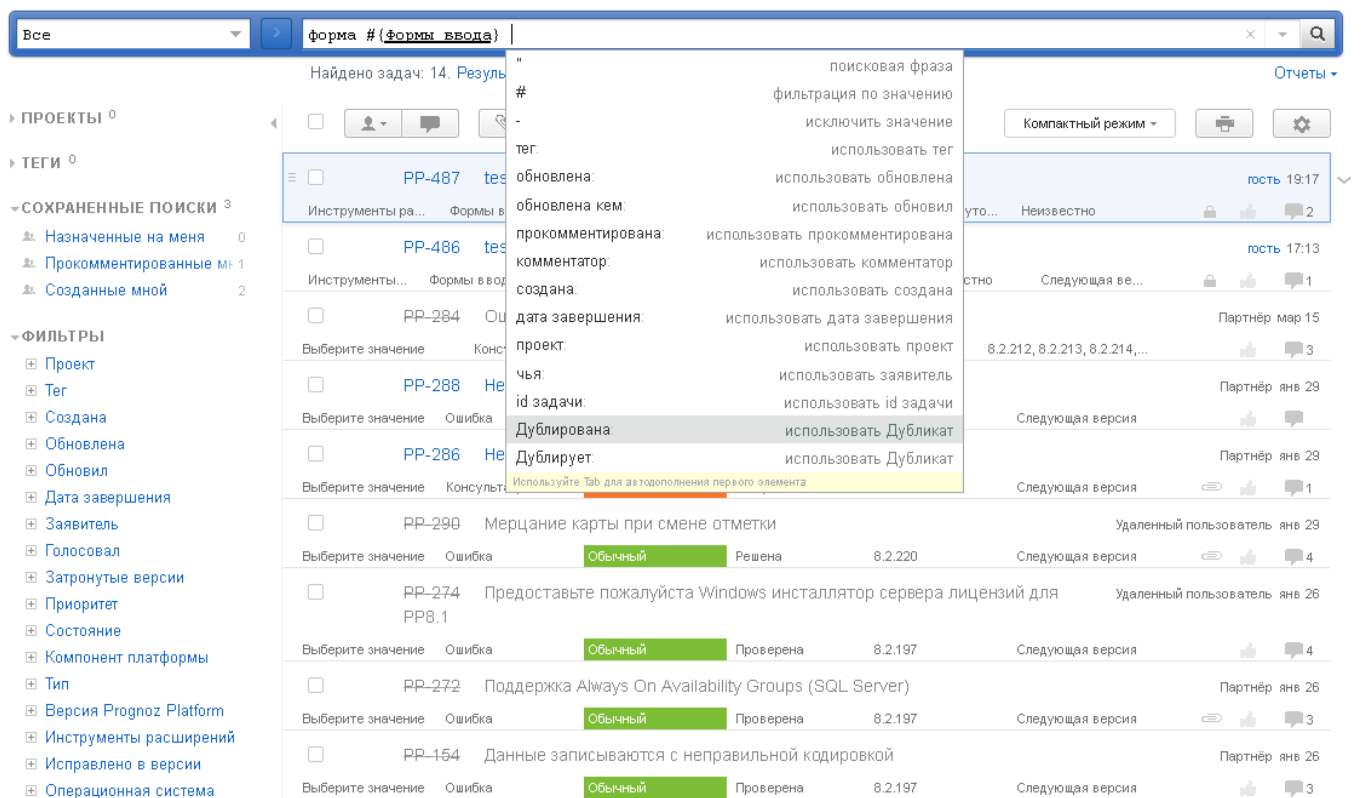 Все
форма #{Формы ввода}
Найдено задач: 14. Резуль
Отчеты
ПРОЕКТЫ 0
ТЕГИ 0
СОХРАНЕННЫЕ ПОИСКИ 3
Назначенные на меня 0
Прокомментированные 1
Созданные мной 2
ФИЛЬТРЫ
Проект
Тег
Создана
Обновлена
Обновил
Дата завершения
Заявитель
Голосовал
Затронутые версии
Приоритет
Состояние
Компонент платформы
Тип
Версия Prognoz Platform
Инструменты расширений
Исправлено в версии
Операционная система
" поисковая фраза
# фильтрация по значению
- исключить значение
тег: использовать тег
обновлена: использовать обновлена
обновлена кем: использовать обновил
прокомментирована: использовать прокомментирована
комментатор: использовать комментатор
создана: использовать создана
дата завершения: использовать дата завершения
проект: использовать проект
чья: использовать заявитель
id задачи: использовать id задачи
Дублирована: использовать Дубликат
Дублирует: использовать Дубликат
Используйте Tab для автодополнения первого элемента
Компактный режим
PP-487 tes гость 19:17
Инструменты ра... Формы в уто... Неизвестно 2
PP-486 tes гость 17:13
Инструменты... Формы ввод стно Следующая ве... 1
PP-284 Ош Партнёр мар 15
Выберите значение Конс 8.2.212, 8.2.213, 8.2.214,... 3
PP-288 Не Партнёр янв 29
Выберите значение Ошибка Следующая версия
PP-286 Не Партнёр янв 29
Выберите значение Консульта Следующая версия 1
PP-290 Мерцание карты при смене отметки Удаленный пользователь янв 29
Выберите значение Ошибка Обычный Решена 8.2.220 Следующая версия 4
PP-274 Предоставьте пожалуйста Windows инсталлятор сервера лицензий для Удаленный пользователь янв 26
PP8.1
Выберите значение Ошибка Обычный Проверена 8.2.197 Следующая версия 4
PP-272 Поддержка Always On Availability Groups (SQL Server) Партнёр янв 26
Выберите значение Ошибка Обычный Проверена 8.2.197 Следующая версия 3
PP-154 Данные записываются с неправильной кодировкой Партнёр янв 26
Выберите значение Ошибка Обычный Проверена 8.2.197 Следующая версия 3